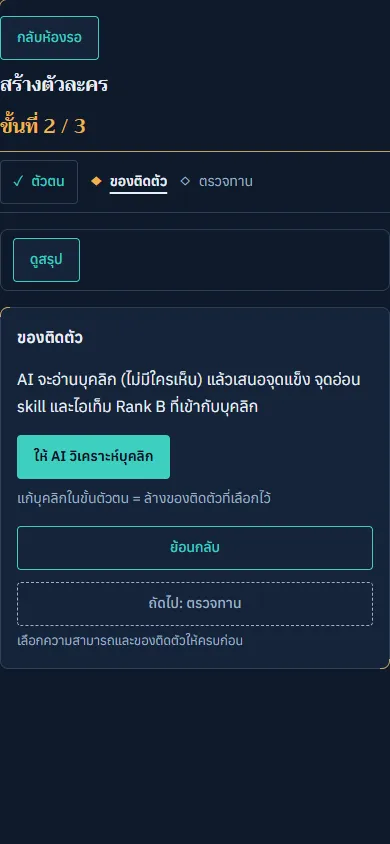 กลับห้องรอ
สร้างตัวละคร
ขั้นที่ 2 / 3
✓ ตัวตน ◆ ของติดตัว ◇ ตรวจทาน
ดูสรุป
ของติดตัว
AI จะอ่านบุคลิก (ไม่มีใครเห็น) แล้วเสนอจุดแข็ง จุดอ่อน
skill และไอเท็ม Rank B ที่เข้ากับบุคลิก
ให้ AI วิเคราะห์บุคลิก
แก้บุคลิกในขั้นตัวตน = ล้างของติดตัวที่เลือกไว้
ย้อนกลับ
ถัดไป: ตรวจทาน
เลือกความสามารถและของติดตัวให้ครบก่อน